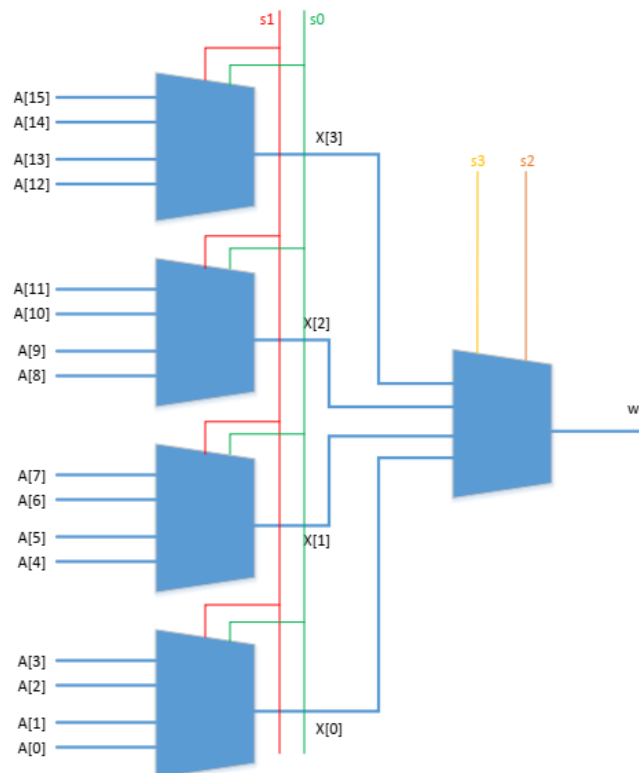 s1 s0
A[15]
A[14]
A[13]
A[12]
X[3]
s3 s2
A[11]
A[10]
A[9]
A[8]
X[2]
w
A[7]
A[6]
A[5]
A[4]
X[1]
A[3]
A[2]
A[1]
A[0]
X[0]